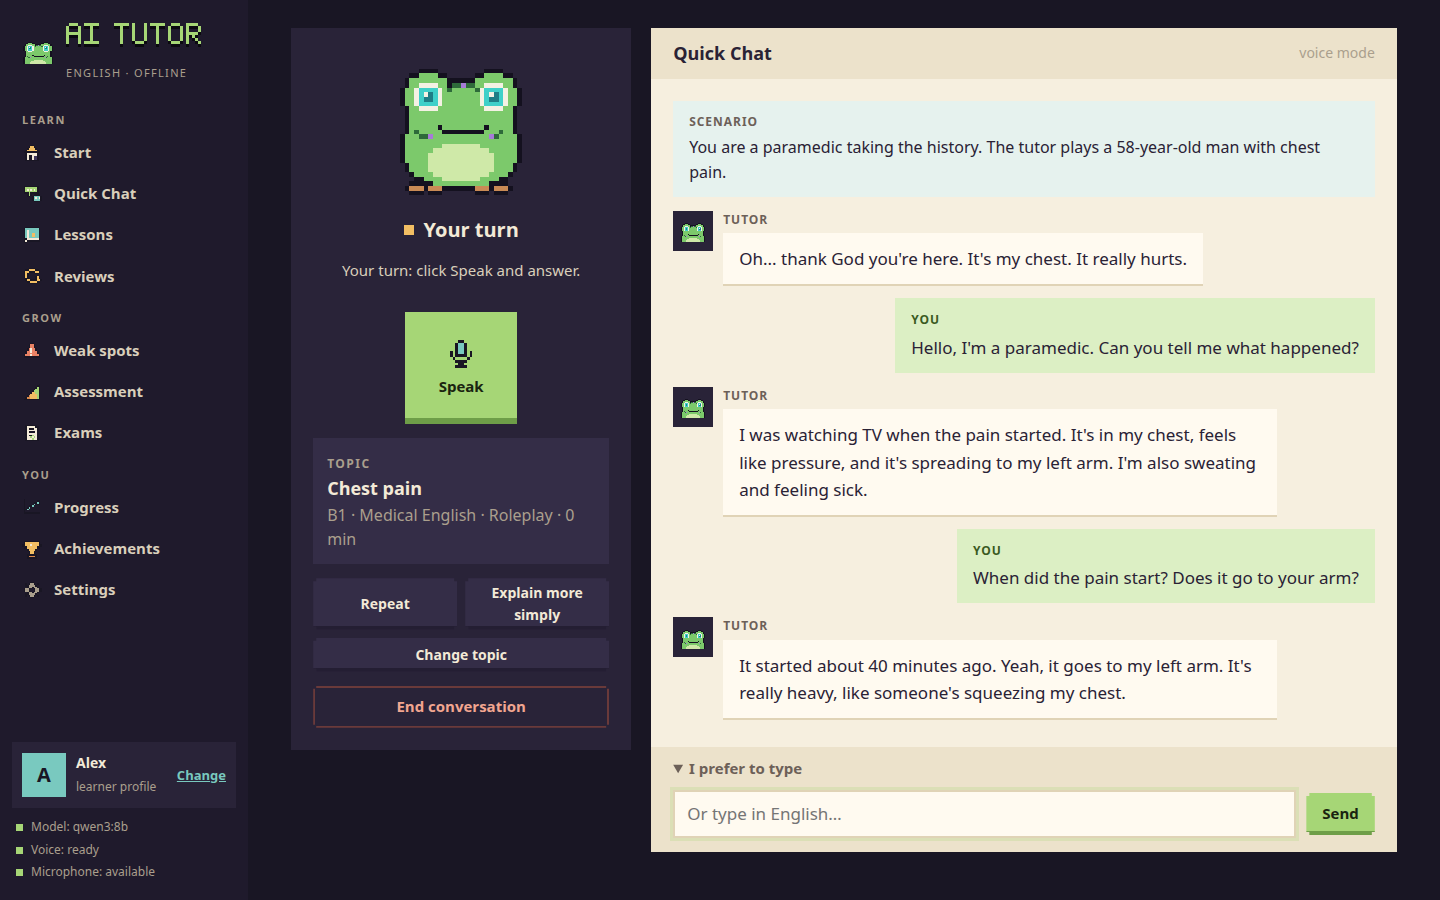 AI TUTOR
ENGLISH · OFFLINE
LEARN
Start
Quick Chat
Lessons
Reviews
GROW
Weak spots
Assessment
Exams
YOU
Progress
Achievements
Settings
A
Alex
learner profile
Change
Model: qwen3:8b
Voice: ready
Microphone: available
Your turn
Your turn: click Speak and answer.
Speak
TOPIC
Chest pain
B1 · Medical English · Roleplay · 0
min
Repeat
Explain more
simply
Change topic
End conversation
Quick Chat
voice mode
SCENARIO
You are a paramedic taking the history. The tutor plays a 58-year-old man with chest
pain.
TUTOR
Oh... thank God you're here. It's my chest. It really hurts.
YOU
Hello, I'm a paramedic. Can you tell me what happened?
TUTOR
I was watching TV when the pain started. It's in my chest, feels
like pressure, and it's spreading to my left arm. I'm also sweating
and feeling sick.
YOU
When did the pain start? Does it go to your arm?
TUTOR
It started about 40 minutes ago. Yeah, it goes to my left arm. It's
really heavy, like someone's squeezing my chest.
▼ I prefer to type
Or type in English...
Send